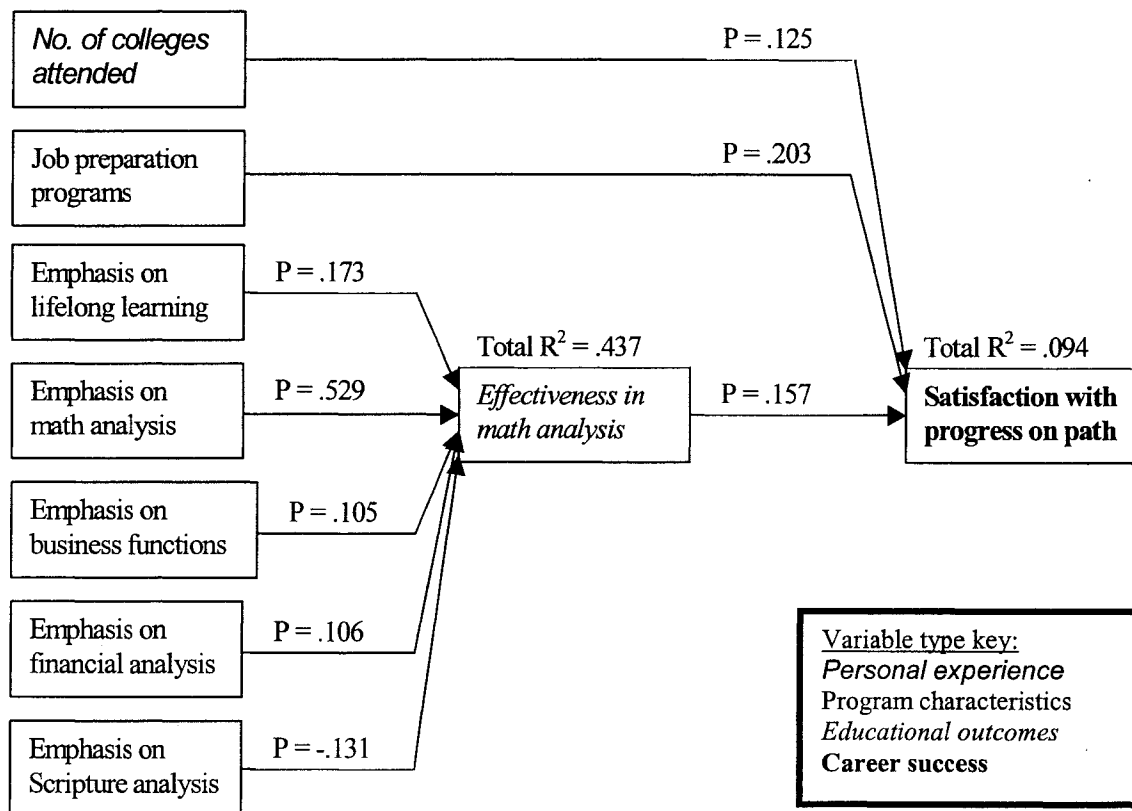 No. of colleges
attended
P = .125
Job preparation
programs
P = .203
Emphasis on
lifelong learning
P = .173
Total R² = .437
Total R² = .094
Emphasis on
math analysis
P = .529
Effectiveness in
math analysis
P = .157
Satisfaction with
progress on path
Emphasis on
business functions
P = .105
Emphasis on
financial analysis
P = .106
Emphasis on
Scripture analysis
P = -.131
Variable type key:
Personal experience
Program characteristics
Educational outcomes
Career success